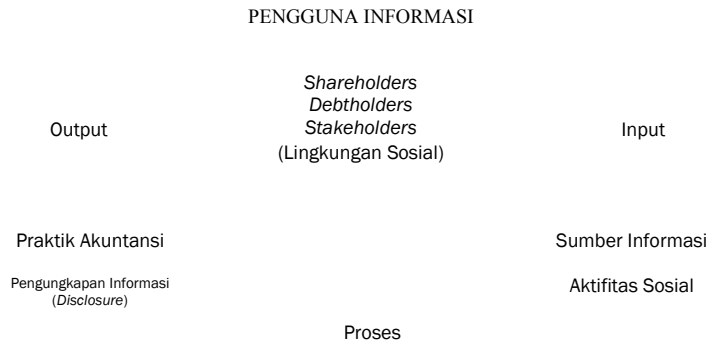 PENGGUNA INFORMASI
Shareholders
Debtholders
Output
Stakeholders
Input
(Lingkungan Sosial)
Praktik Akuntansi
Sumber Informasi
Pengungkapan Informasi
(Disclosure)
Aktifitas Sosial
Proses